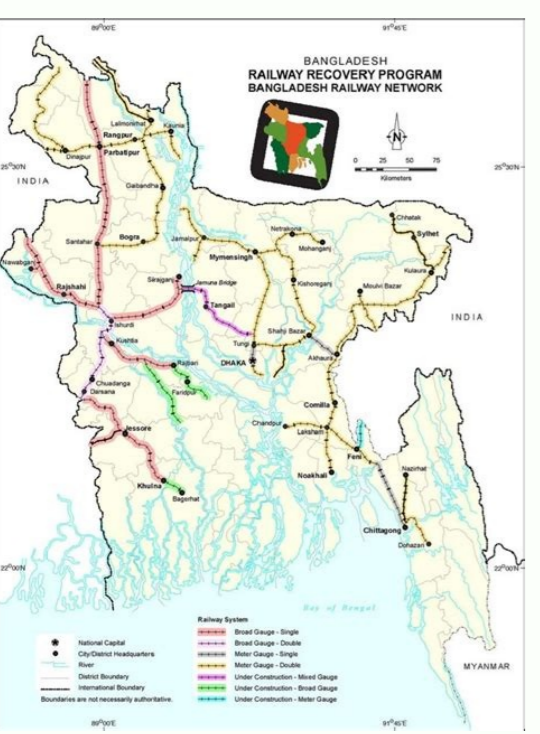 89°00'E
91°45'E
BANGLADESH
RAILWAY RECOVERY PROGRAM
BANGLADESH RAILWAY NETWORK
N
0 25 50 75
Kilometers
25°30'N
25°30'N
INDIA
Lalmonirhat
Kaunia
Rangpur
Parbatipur
Dinajpur
Gaibandha
Chhatak
Sylhet
Santahar
Bogra
Jamalpur
Netrakona
Mohanganj
Mymensingh
Kulaura
Nawabganj
Sirajganj
Jamuna Bridge
Kishoreganj
Moulvi Bazar
Rajshahi
Tangail
INDIA
Ishurdi
Kushtia
Tungi
Bhairab Bazar
DHAKA
Akhaura
Rajbari
Chuadanga
Darsana
Faridpur
Comilla
Chandpur
Laksham
Jessore
Feni
Noakhali
Nazirhat
Khulna
Bagerhat
Chittagong
Dohazari
22°00'N
22°00'N
Bay of Bengal
MYANMAR
National Capital
City/District Headquarters
River
District Boundary
International Boundary
Boundaries are not necessarily authoritative.
Railway System
Broad Gauge - Single
Broad Gauge - Double
Meter Gauge - Single
Meter Gauge - Double
Under Construction - Mixed Gauge
Under Construction - Broad Gauge
Under Construction - Meter Gauge
89°00'E
91°45'E